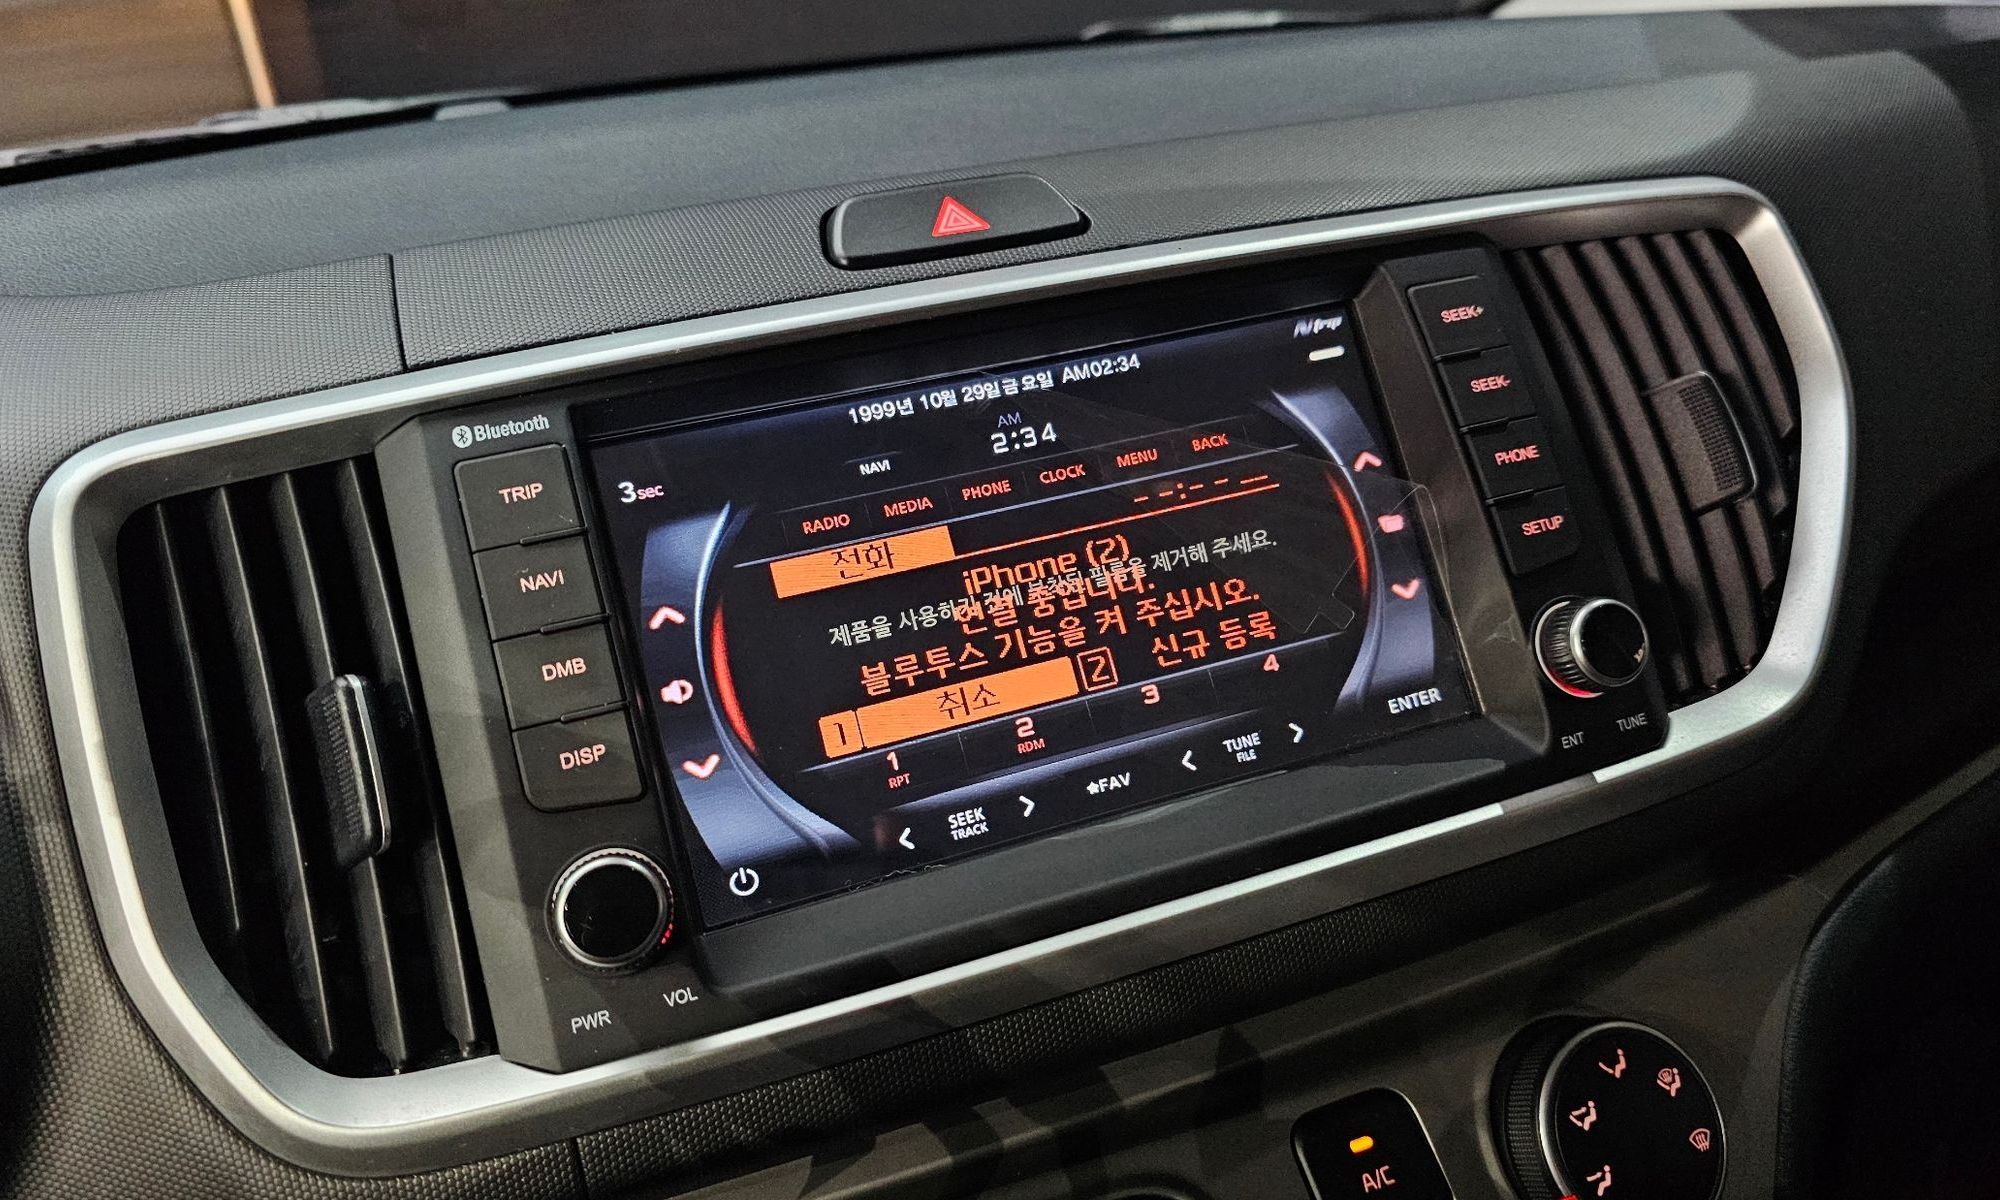 Bluetooth
TRIP
NAVI
DMB
DISP
PWR
VOL
1999년 10월 29일 금요일 AM02:34
AM
2:34
3sec
NAVI
RADIO MEDIA PHONE CLOCK MENU BACK
--:-- --
전화
iPhone (2)
제품을 사용하기 전에 부착된 필름을 제거해 주세요.
연결 중입니다.
블루투스 기능을 켜 주십시오.
1 취소 2 신규 등록
1 RPT
2 RDM
3
4
SEEK
TRACK
★FAV
TUNE
FILE
ENTER
SEEK+
SEEK-
PHONE
SETUP
ENT
TUNE
A/C